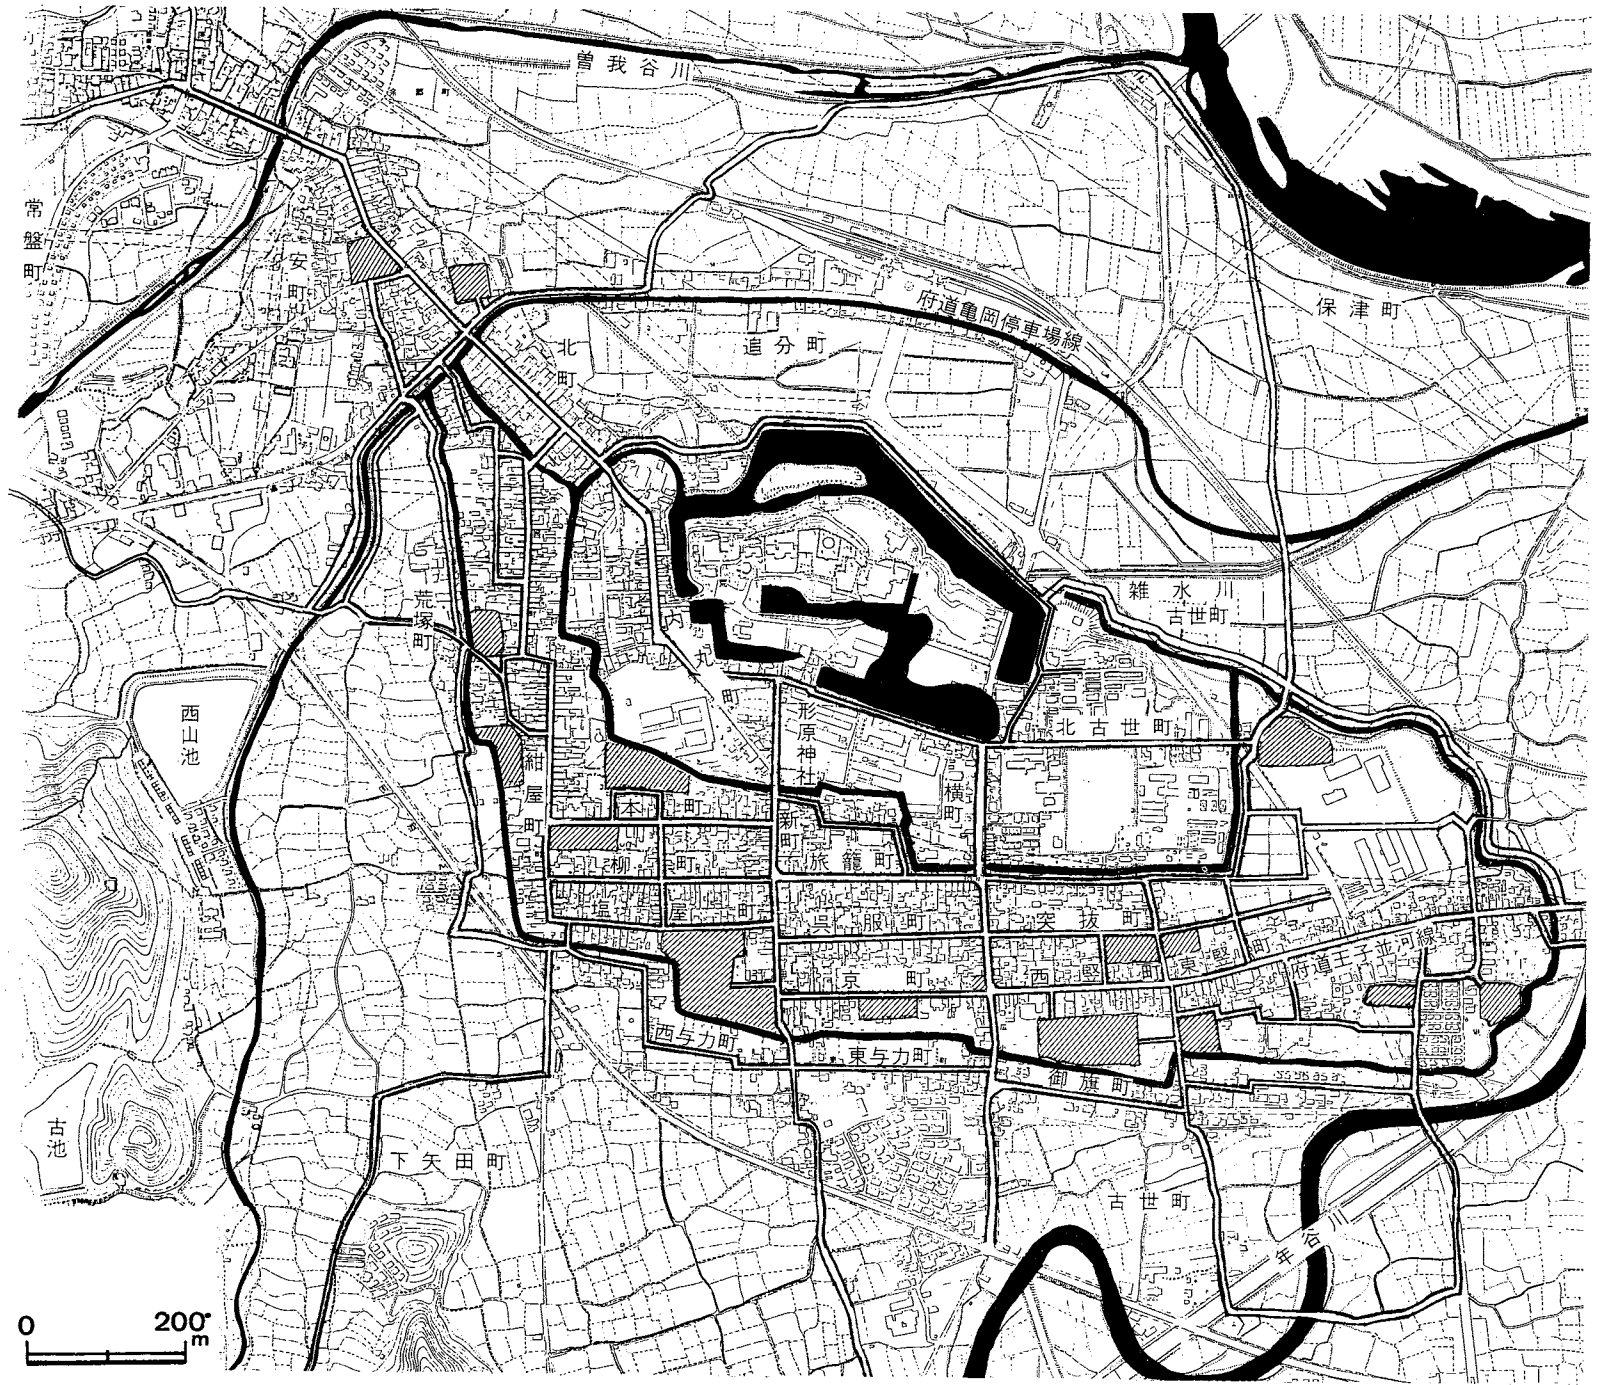 曽我谷川
常盤町
安町
保津町
府道亀岡停車場線
北町
追分町
雑水川
古世町
荒塚町
内丸町
西山池
形原神社
北古世町
紺屋町
横町
本町
新町
柳町
旅籠町
塩屋町
呉服町
突抜町
京町
西竪町
東竪町
府道王子並河線
西与力町
東与力町
御旗町
古池
下矢田町
古世町
年谷川
0 200m